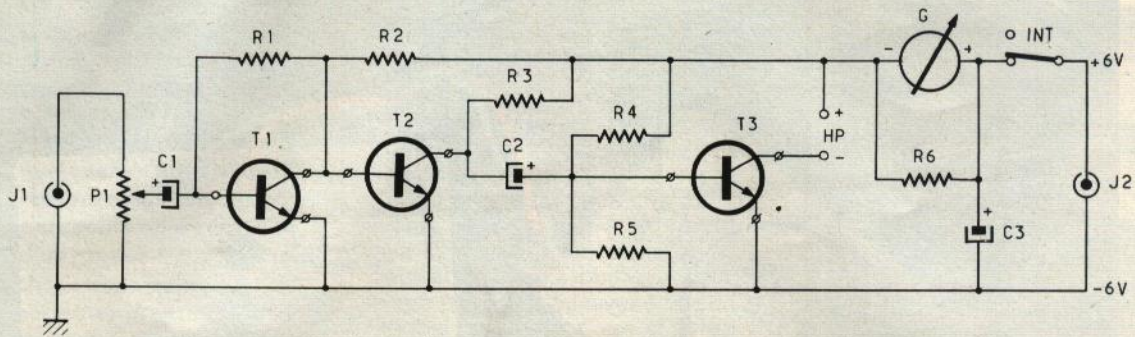 G
INT
R1
R2
- +
+6V
R3
R4
+
HP
-
T1
T2
C2
+
T3
C1
+
R6
J1
P1
J2
R5
+
C3
-6V